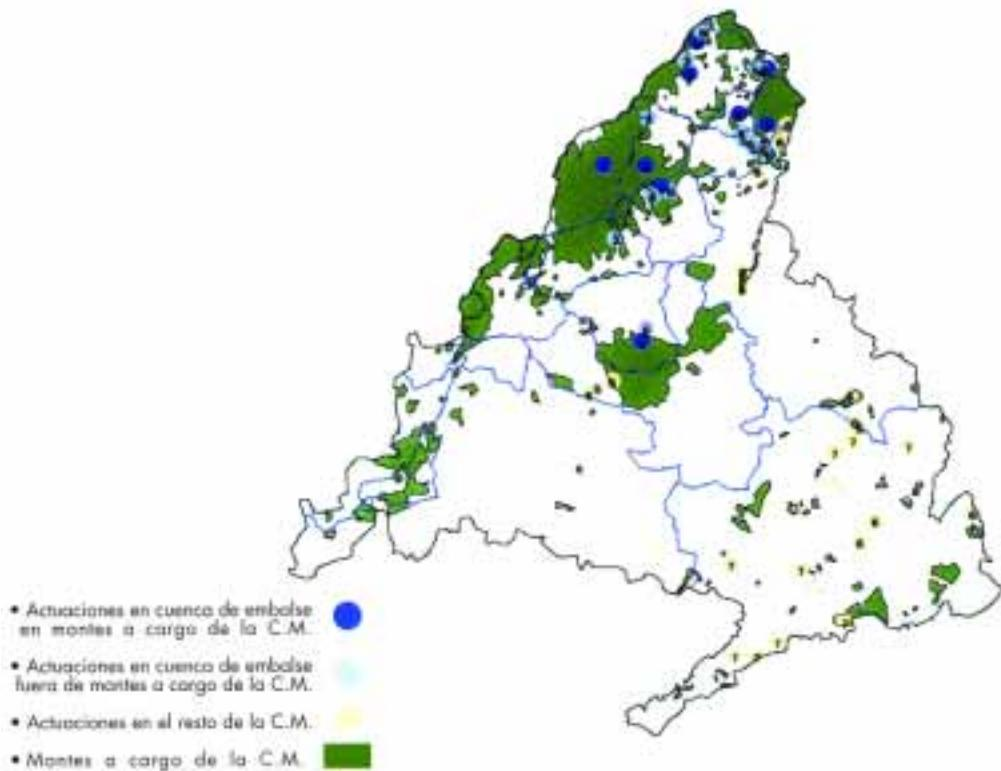 • Actuaciones en cuenca de embalse
en montes a cargo de la C.M.
• Actuaciones en cuenca de embalse
fuera de montes a cargo de la C.M.
• Actuaciones en el resto de la C.M.
• Montes a cargo de la C.M.